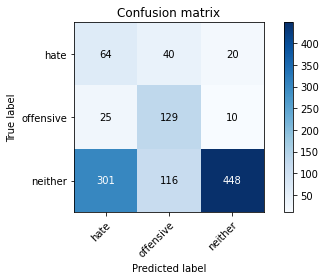 Confusion matrix
hate 64 40 20
offensive 25 129 10
neither 301 116 448
hate offensive neither
True label
Predicted label
400
350
300
250
200
150
100
50